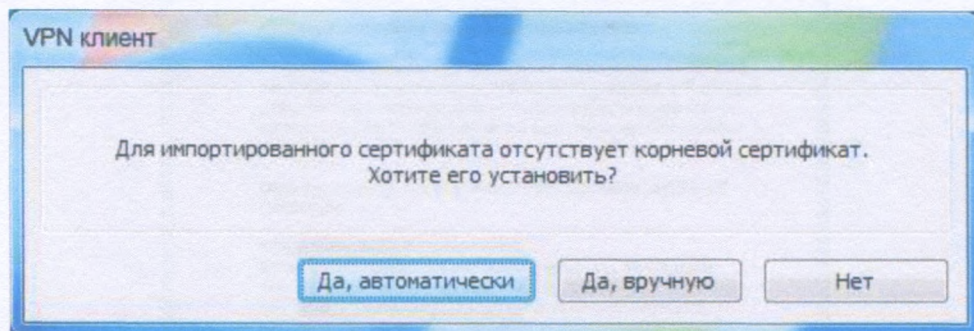 VPN клиент
Для импортированного сертификата отсутствует корневой сертификат.
Хотите его установить?
Да, автоматически
Да, вручную
Нет